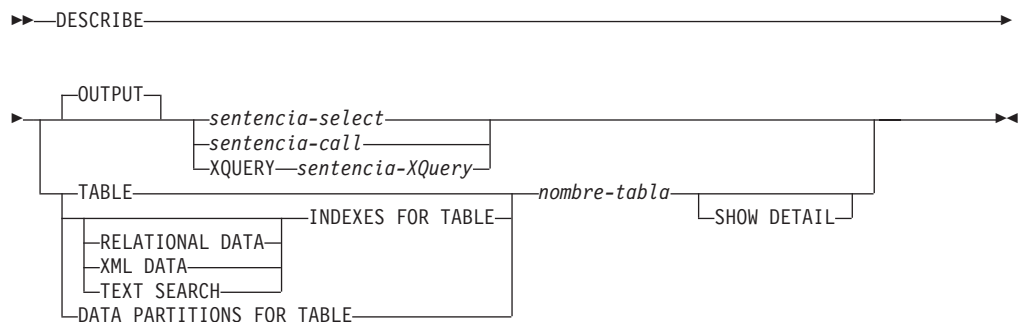 DESCRIBE
OUTPUT
sentencia-select
sentencia-call
XQUERY sentencia-XQuery
TABLE nombre-tabla
INDEXES FOR TABLE SHOW DETAIL
RELATIONAL DATA
XML DATA
TEXT SEARCH
DATA PARTITIONS FOR TABLE